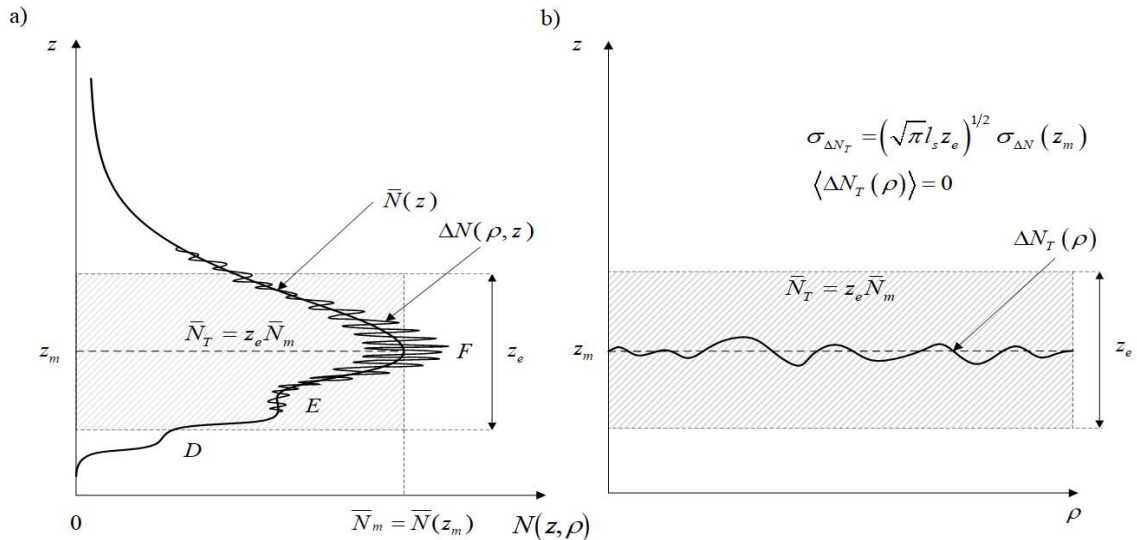 a)
z
N̅(z)
ΔN(ρ,z)
N̅_T = z_e N̅_m
z_m
F
z_e
E
D
0
N̅_m = N̅(z_m)
N(z,ρ)
b)
z
σ_{ΔN_T} = (√π l_s z_e)^{1/2} σ_{ΔN}(z_m)
⟨ΔN_T(ρ)⟩ = 0
ΔN_T(ρ)
N̅_T = z_e N̅_m
z_m
z_e
ρ